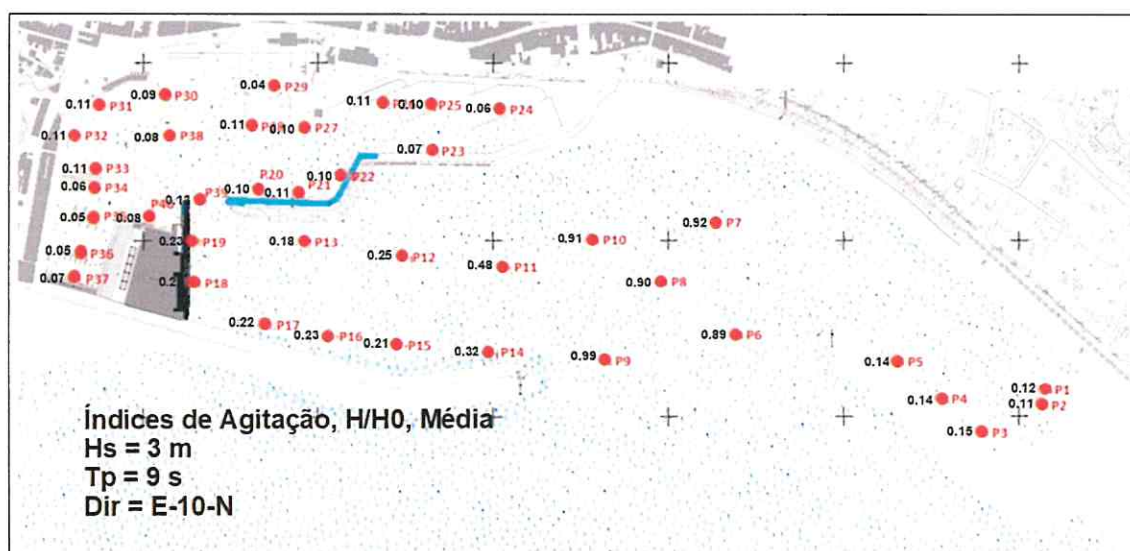 0.04 P29
0.09 P30
0.11 P31
0.11
0.10 P25
0.06 P24
0.11
0.10 P27
P32
0.08 P38
0.07 P23
0.11 P33
0.10 P22
0.06 P34
P20
0.10
0.11 P21
P39
0.05
0.08 P40
0.92 P7
0.23 P19
0.18 P13
0.91 P10
0.05 P36
0.25 P12
0.48 P11
0.07 P37
P18
0.90 P8
0.22 P17
0.23 P16
0.21 P15
0.32 P14
0.99 P9
0.89 P6
0.14 P5
0.12 P1
0.14 P4
0.11 P2
0.15 P3
Índices de Agitação, H/H0, Média
Hs = 3 m
Tp = 9 s
Dir = E-10-N